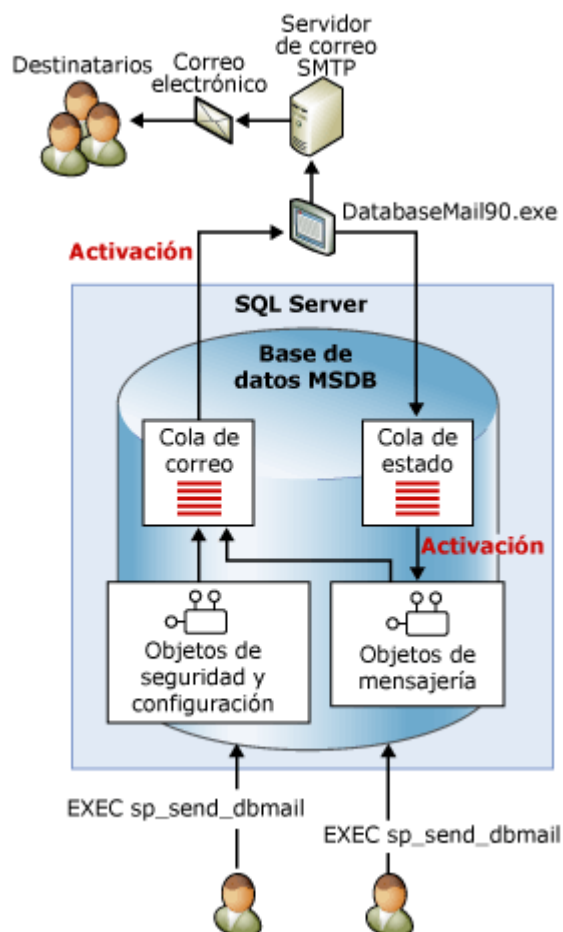 Servidor
de correo
SMTP
Correo
electrónico
Destinatarios
DatabaseMail90.exe
Activación
SQL Server
Base de
datos MSDB
Cola de
correo
Cola de
estado
Activación
Objetos de
seguridad y
configuración
Objetos de
mensajería
EXEC sp_send_dbmail
EXEC sp_send_dbmail